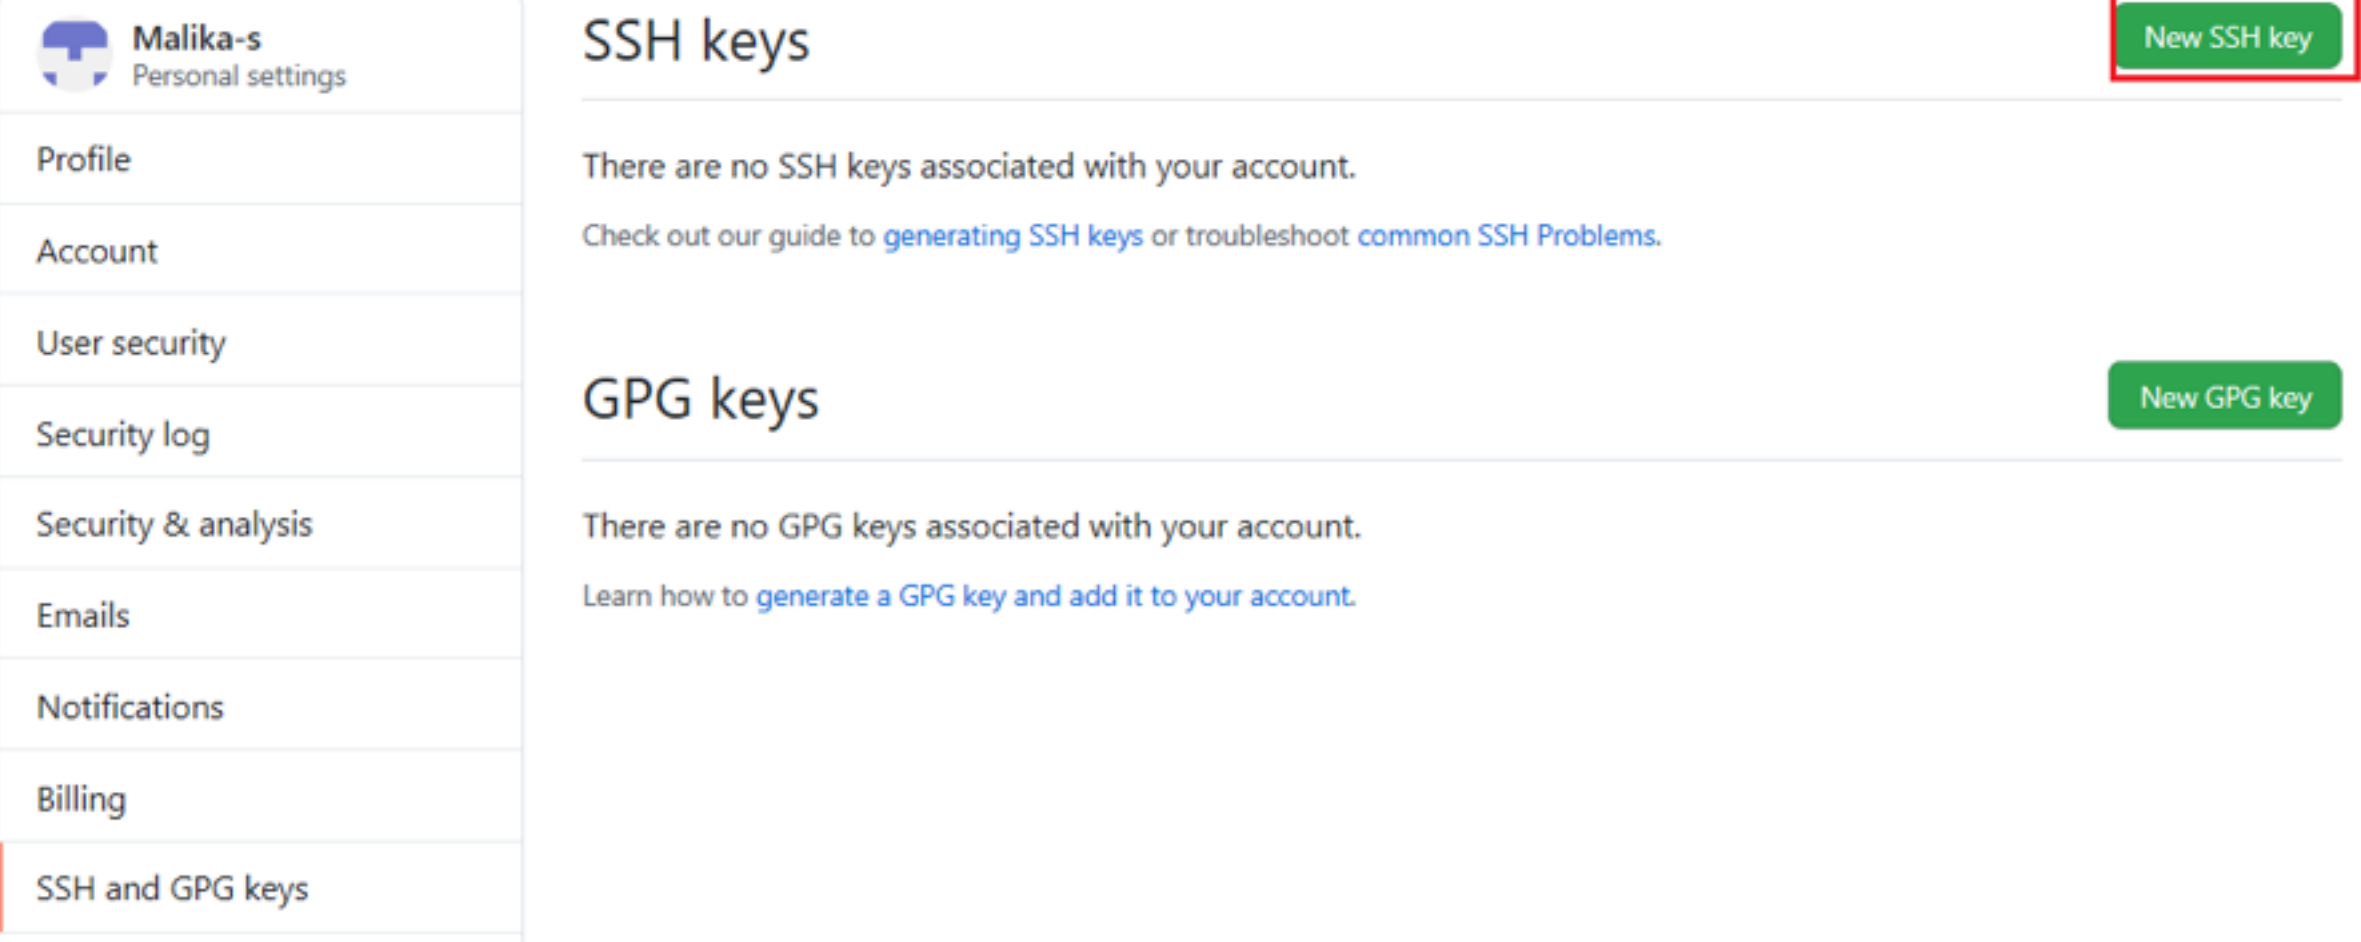 Malika-s
Personal settings
Profile
Account
User security
Security log
Security & analysis
Emails
Notifications
Billing
SSH and GPG keys
SSH keys
New SSH key
There are no SSH keys associated with your account.
Check out our guide to generating SSH keys or troubleshoot common SSH Problems.
GPG keys
New GPG key
There are no GPG keys associated with your account.
Learn how to generate a GPG key and add it to your account.